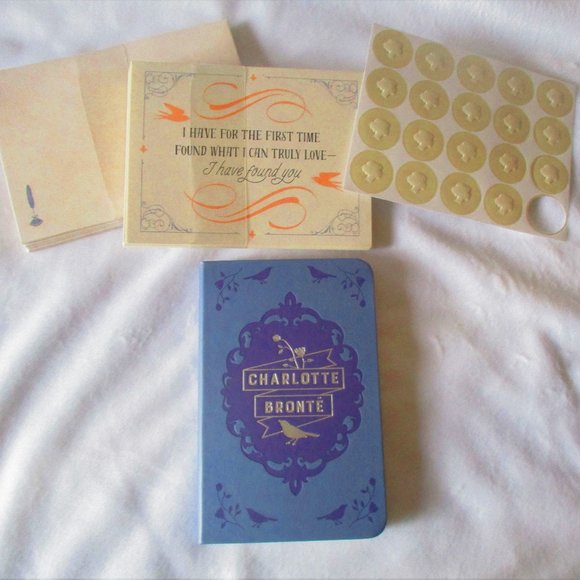 I HAVE FOR THE FIRST TIME
FOUND WHAT I CAN TRULY LOVE—
I have found you
CHARLOTTE
BRONTË